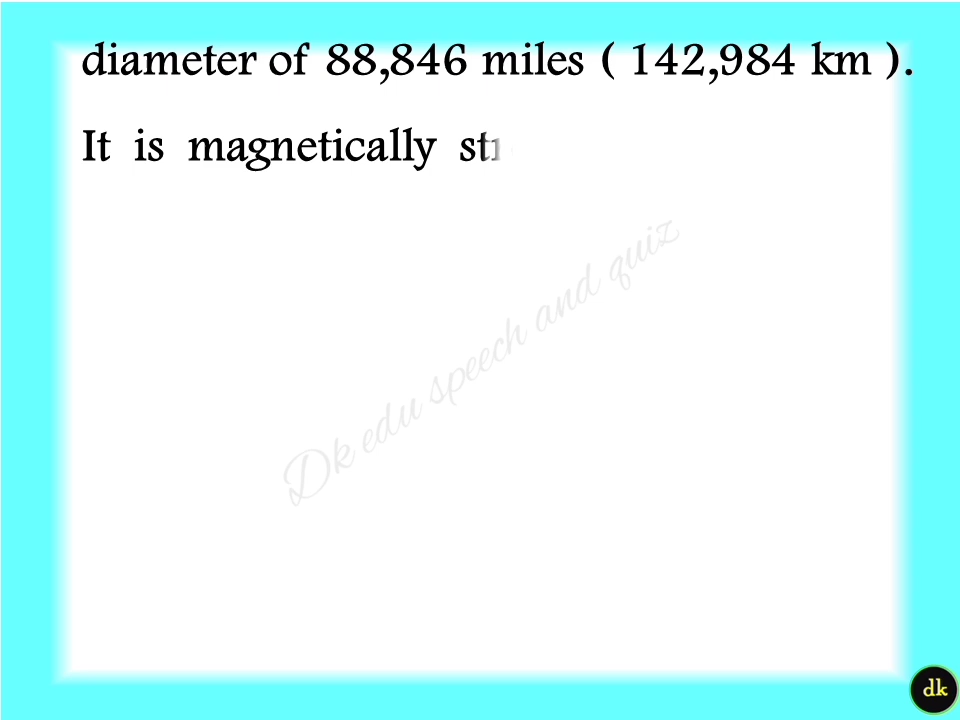 diameter of 88,846 miles ( 142,984 km ).
It is magnetically
Dk edu speech and quiz
dk